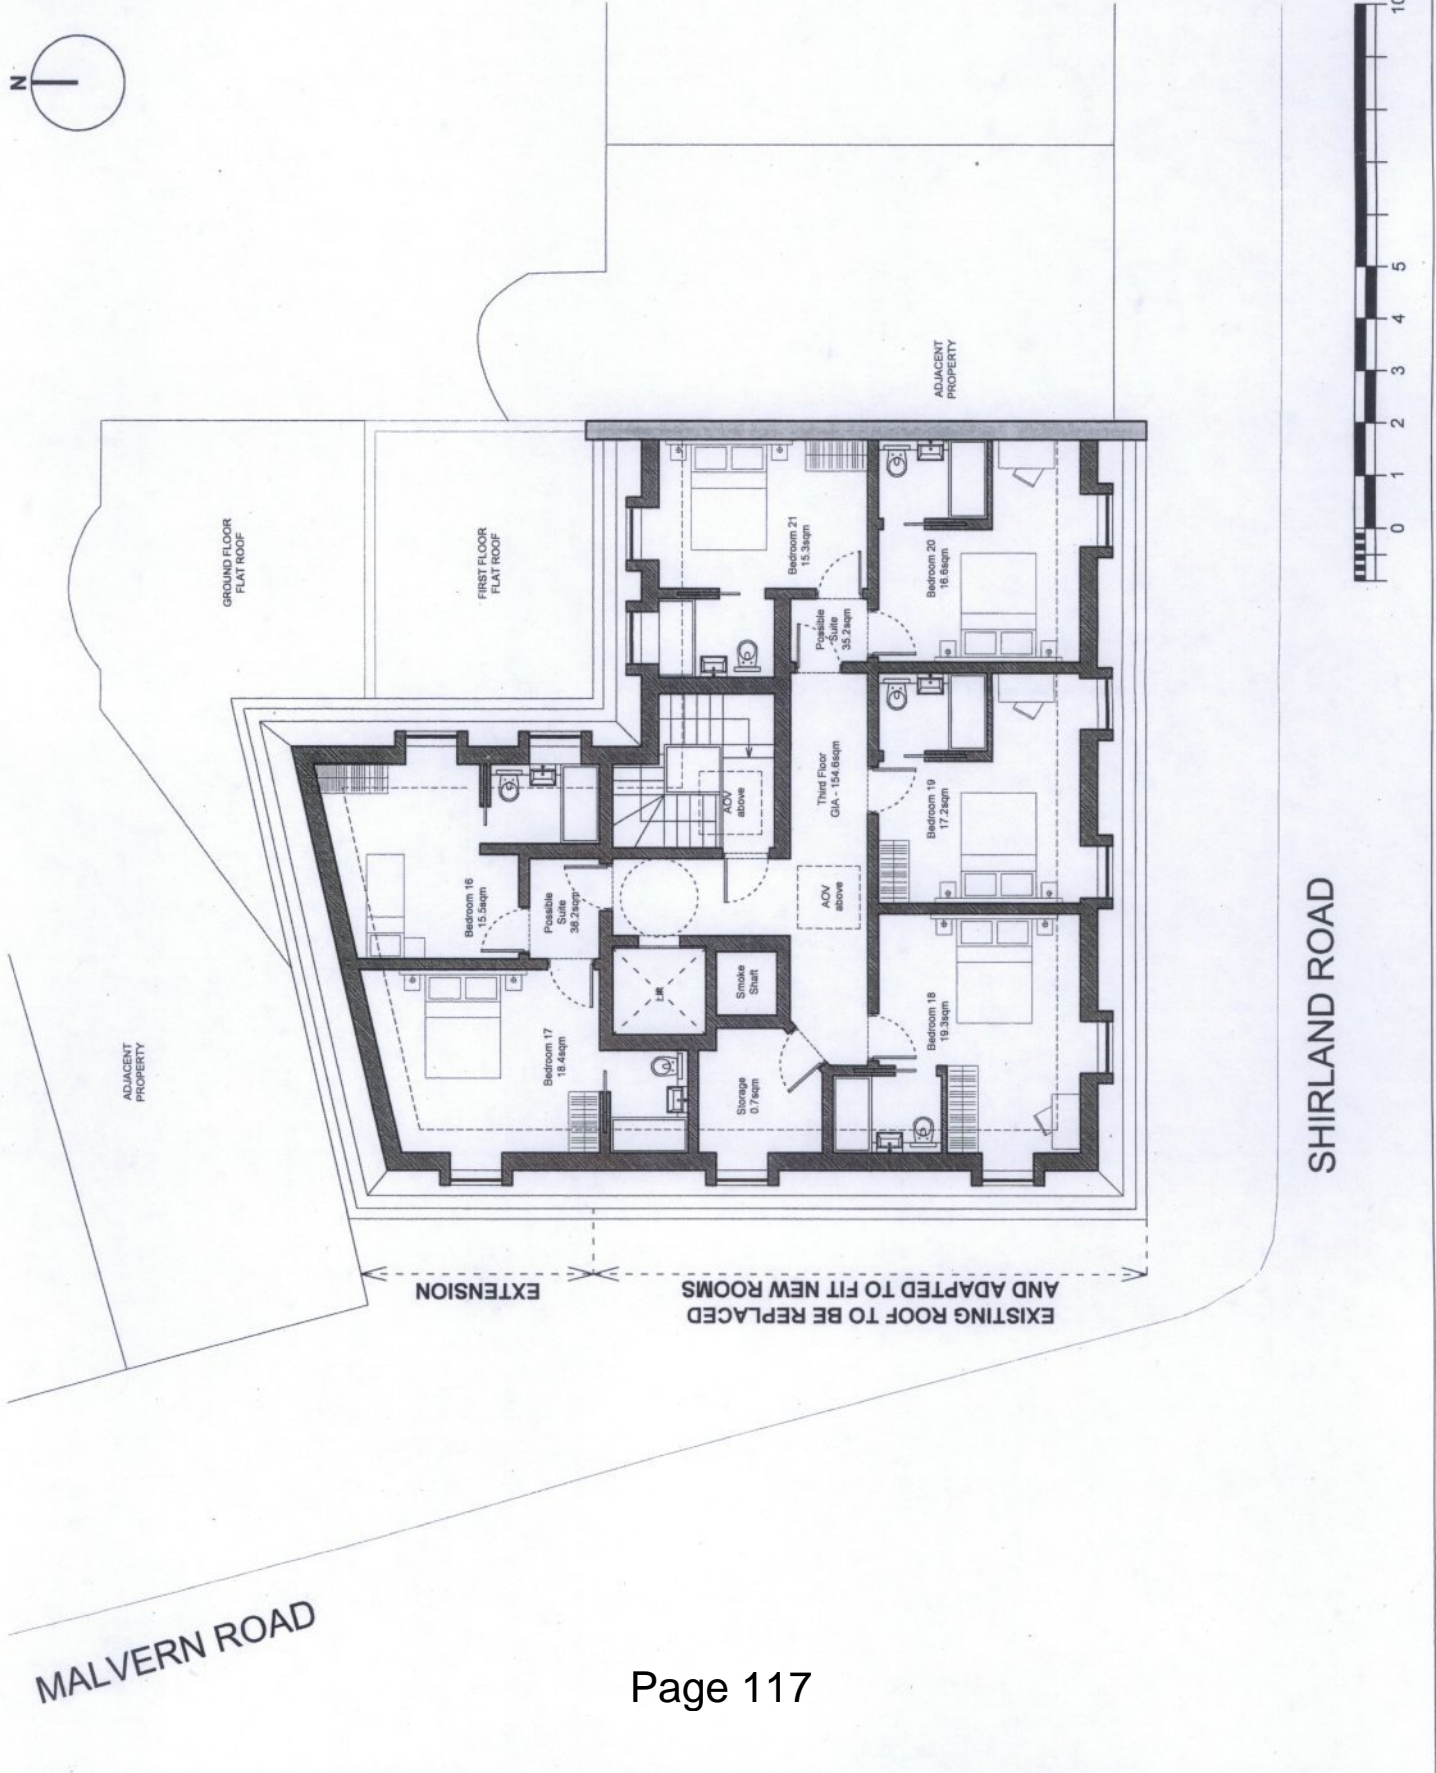 N
GROUND FLOOR
FLAT ROOF
FIRST FLOOR
FLAT ROOF
ADJACENT
PROPERTY
ADJACENT
PROPERTY
Bedroom 21
15.3sqm
Bedroom 20
16.6sqm
Possible
Suite
35.2sqm
Third Floor
GIA - 154.6sqm
Bedroom 19
17.2sqm
AOV
above
AOV
above
Bedroom 16
15.5sqm
Possible
Suite
38.2sqm
Lift
Smoke
Shaft
Bedroom 17
18.4sqm
Storage
0.7sqm
Bedroom 18
19.3sqm
EXTENSION
EXISTING ROOF TO BE REPLACED
AND ADAPTED TO FIT NEW ROOMS
SHIRLAND ROAD
MALVERN ROAD
0
1
2
3
4
5
10
Page 117